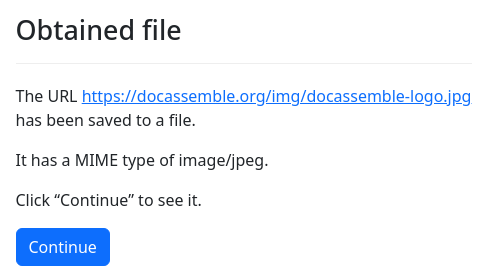 Obtained file
The URL https://docassemble.org/img/docassemble-logo.jpg
has been saved to a file.
It has a MIME type of image/jpeg.
Click “Continue” to see it.
Continue